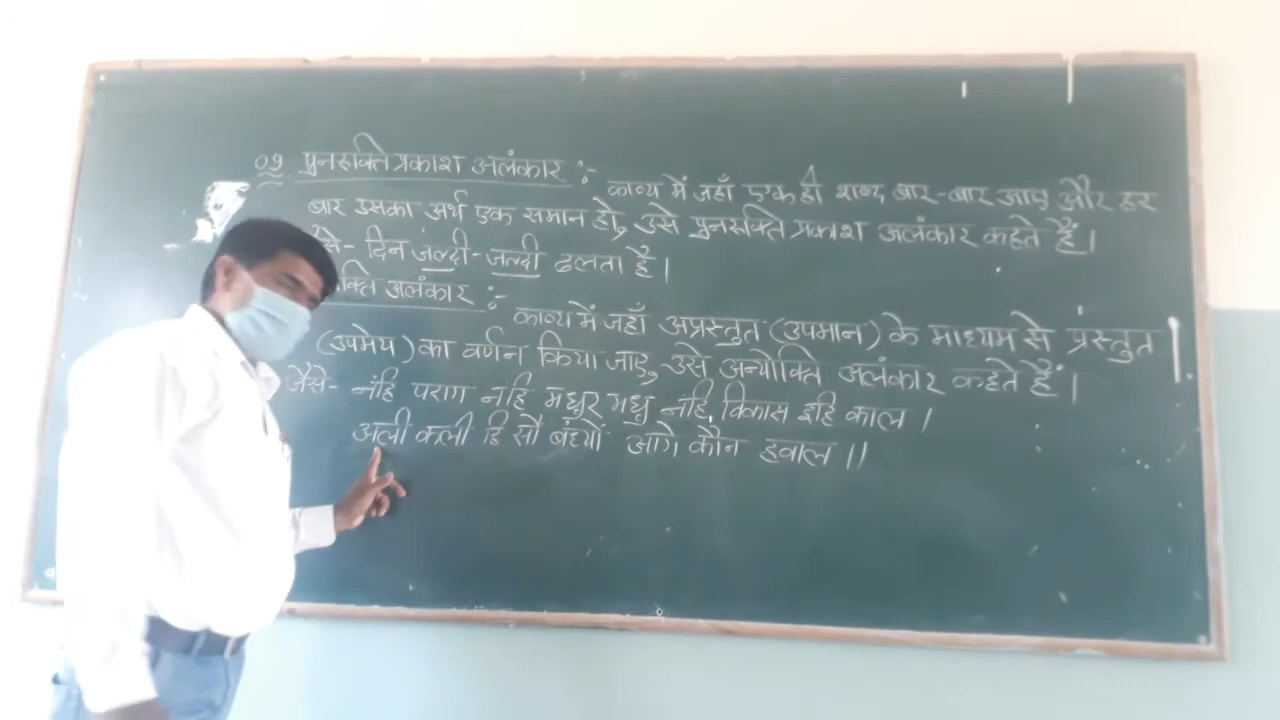 09 पुनरुक्ति प्रकाश अलंकार :- काव्य में जहाँ एक ही शब्द बार-बार आए और हर
बार उसका अर्थ एक समान हो, उसे पुनरुक्ति प्रकाश अलंकार कहते हैं।
- दिन जल्दी-जल्दी ढलता है।
क्ति अलंकार :- काव्य में जहाँ अप्रस्तुत (उपमान) के माध्यम से प्रस्तुत
(उपमेय) का वर्णन किया जाए, उसे अन्योक्ति अलंकार कहते हैं।
जैसे- नहिं पराग नहिं मधुर मधु नहिं, विकास इहि काल।
अली कली हि सौं बंध्यों आगे कौन हवाल॥